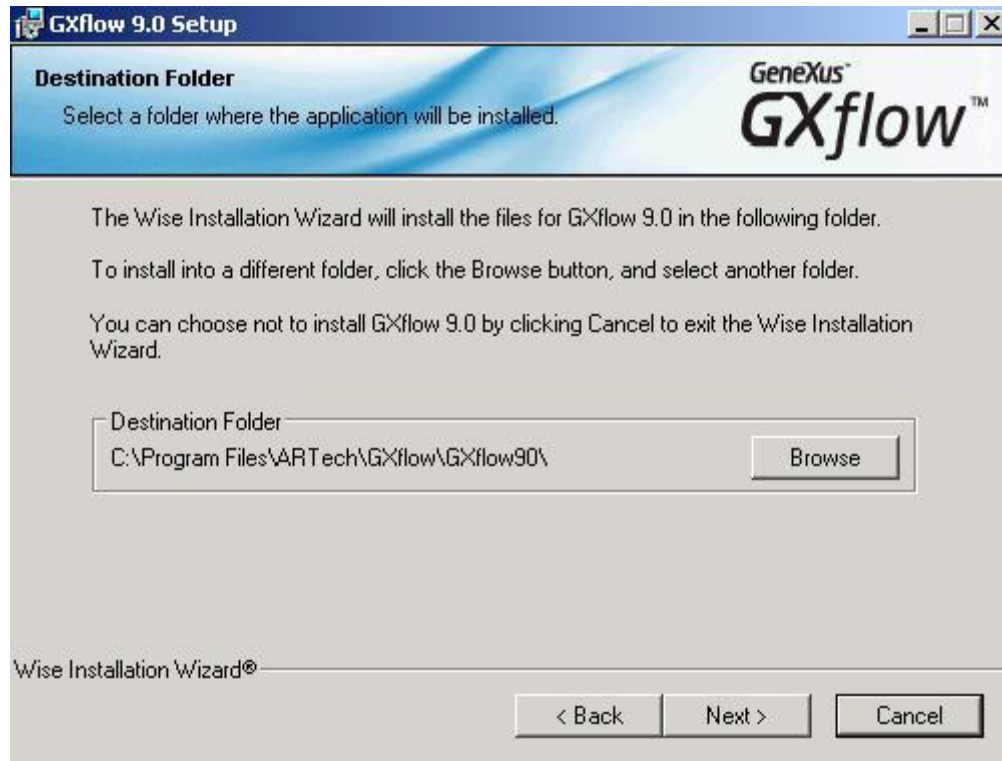 GXflow 9.0 Setup
Destination Folder
Select a folder where the application will be installed.
GeneXus™
GXflow™
The Wise Installation Wizard will install the files for GXflow 9.0 in the following folder.
To install into a different folder, click the Browse button, and select another folder.
You can choose not to install GXflow 9.0 by clicking Cancel to exit the Wise Installation
Wizard.
Destination Folder
C:\Program Files\ARTech\GXflow\GXflow90\
Browse
Wise Installation Wizard®
< Back
Next >
Cancel